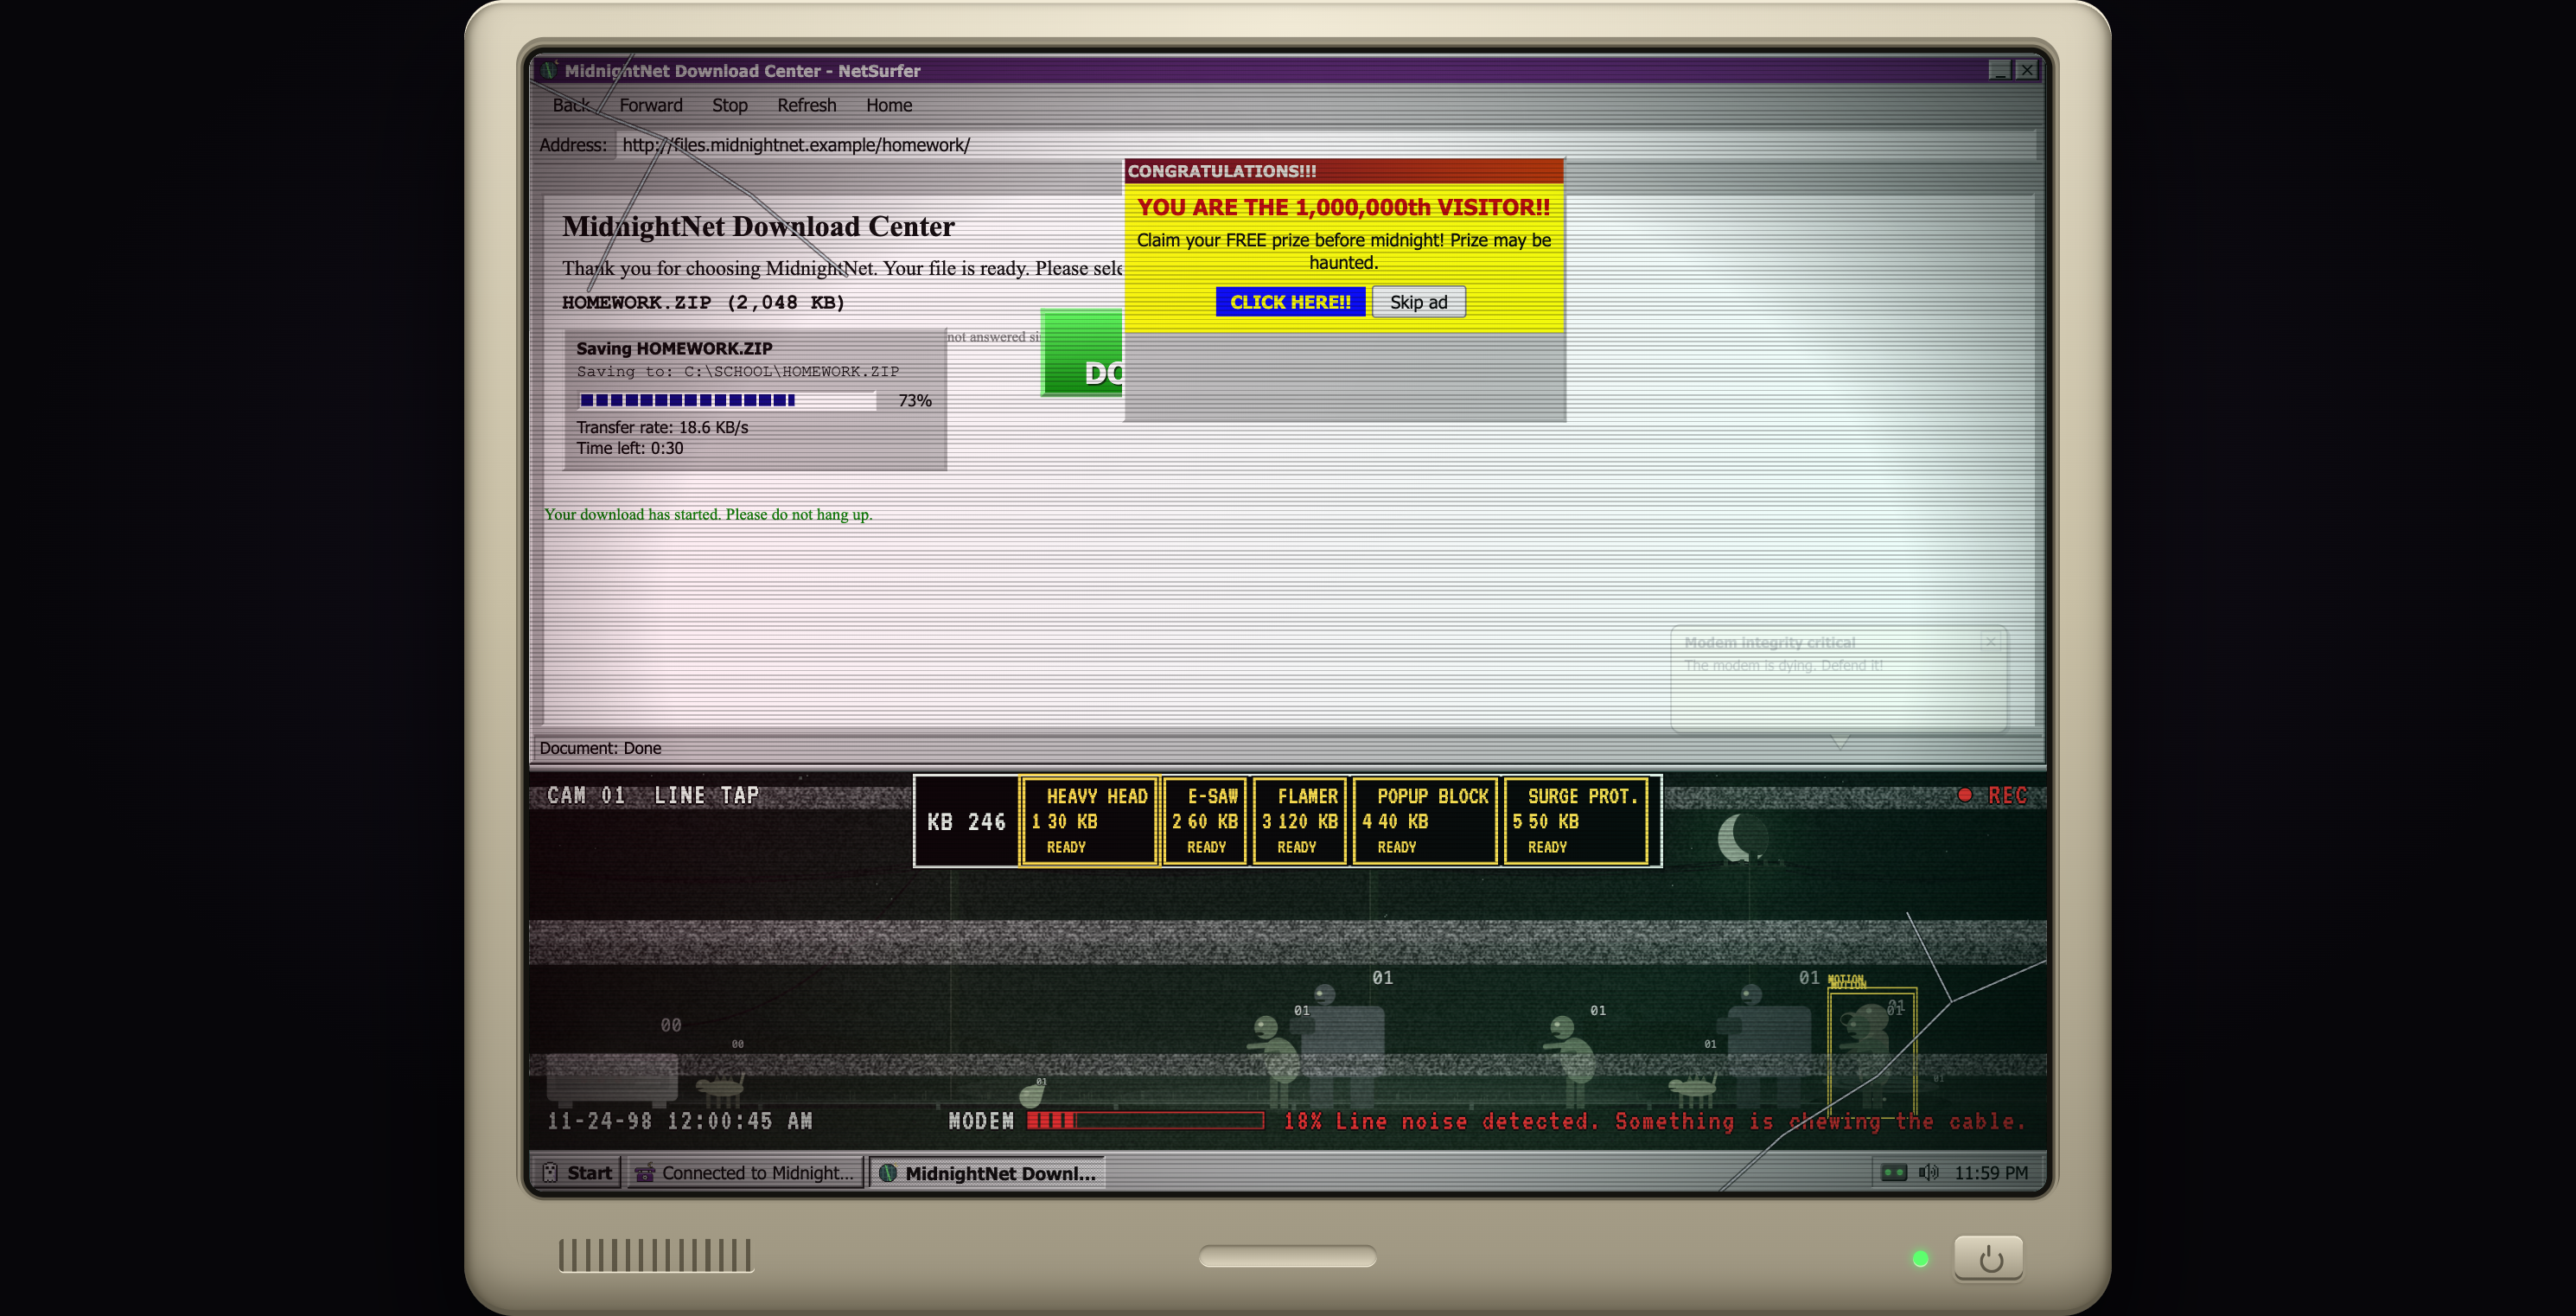 MidnightNet Download Center - NetSurfer
Back Forward Stop Refresh Home
Address: http://files.midnightnet.example/homework/
CONGRATULATIONS!!!
YOU ARE THE 1,000,000th VISITOR!!
Claim your FREE prize before midnight! Prize may be
haunted.
CLICK HERE!! Skip ad
MidnightNet Download Center
Thank you for choosing MidnightNet. Your file is ready. Please sele
HOMEWORK.ZIP (2,048 KB)
not answered si
DO
Saving HOMEWORK.ZIP
Saving to: C:\SCHOOL\HOMEWORK.ZIP
73%
Transfer rate: 18.6 KB/s
Time left: 0:30
Your download has started. Please do not hang up.
Modem integrity critical
The modem is dying. Defend it!
Document: Done
CAM 01 LINE TAP
KB 246
HEAVY HEAD
1 30 KB
READY
E-SAW
2 60 KB
READY
FLAMER
3 120 KB
READY
POPUP BLOCK
4 40 KB
READY
SURGE PROT.
5 50 KB
READY
REC
01
01
MOTION
MOTION
01
01
01
01
00
00
01
01
01
01
11-24-98 12:00:45 AM
MODEM
18% Line noise detected. Something is chewing the cable.
Start
Connected to Midnight...
MidnightNet Downl...
11:59 PM